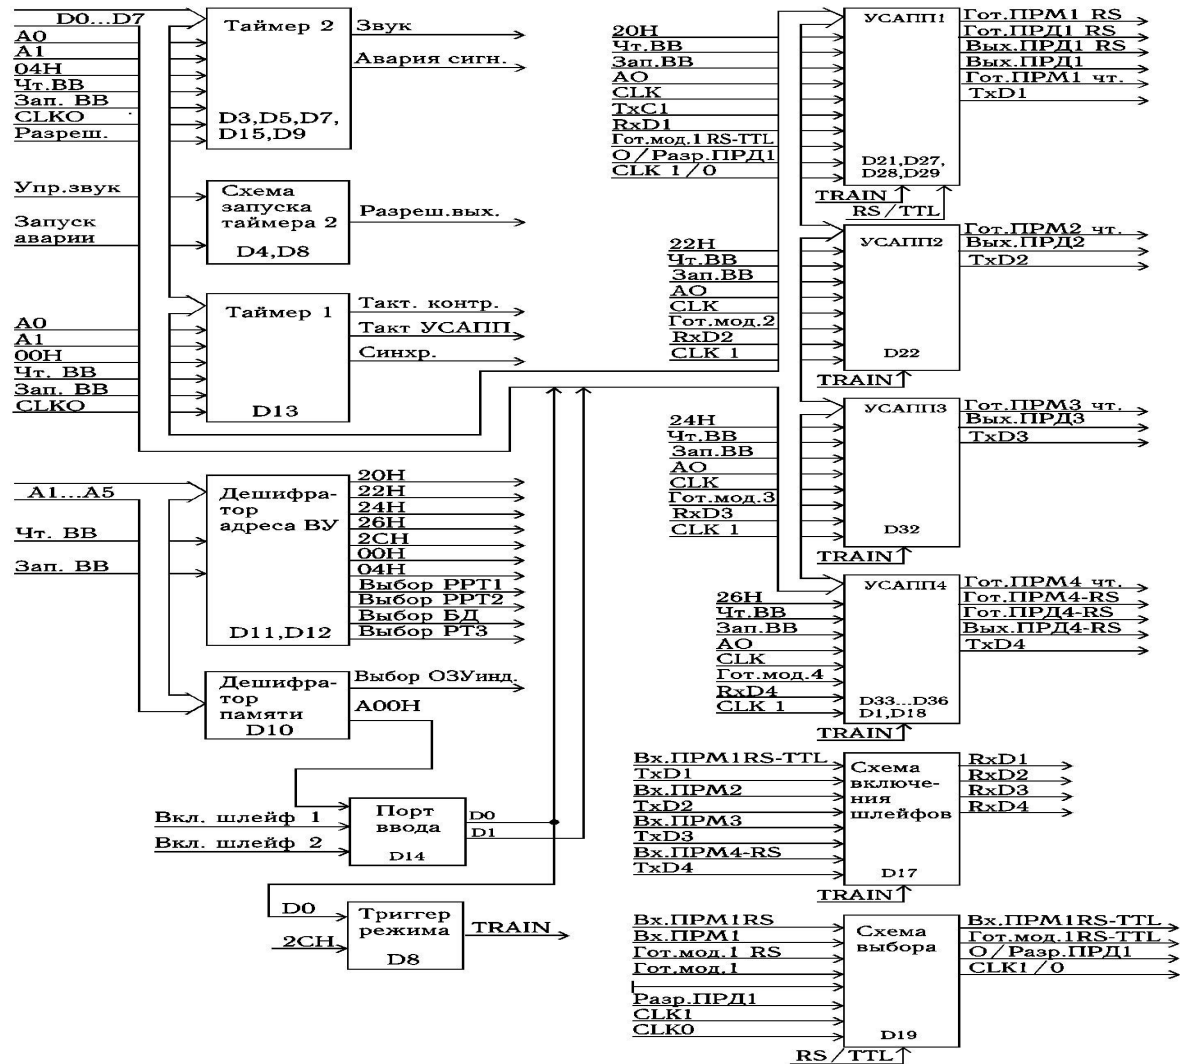 D0...D7
A0
A1
04H
Чт.ВВ
Зап. ВВ
CLKO
Разреш.
Таймер 2
D3,D5,D7,
D15,D9
Звук
Авария сигн.
Упр.звук
Запуск
аварии
Схема
запуска
таймера 2
D4,D8
Разреш.вых.
A0
A1
00H
Чт. ВВ
Зап. ВВ
CLKO
Таймер 1
D13
Такт. контр.
Такт УСАПП
Синхр.
A1...A5
Чт. ВВ
Зап. ВВ
Дешифра-
тор
адреса ВУ
D11,D12
20H
22H
24H
26H
2CH
00H
04H
Выбор РРТ1
Выбор РРТ2
Выбор БД
Выбор РТ3
Дешифра-
тор
памяти
D10
Выбор ОЗУинд.
A00H
Вкл. шлейф 1
Вкл. шлейф 2
Порт
ввода
D14
D0
D1
D0
2CH
Триггер
режима
D8
TRAIN
20H
Чт.ВВ
Зап.ВВ
АО
CLK
TxC1
RxD1
Гот.мод.1 RS-TTL
О/Разр.ПРД1
CLK 1/0
УСАПП1
D21,D27,
D28,D29
TRAIN
RS/TTL
Гот.ПРМ1 RS
Гот.ПРД1 RS
Вых.ПРД1 RS
Вых.ПРД1
Гот.ПРМ1 чт.
TxD1
22H
Чт.ВВ
Зап.ВВ
АО
CLK
Гот.мод.2
RxD2
CLK 1
УСАПП2
D22
TRAIN
Гот.ПРМ2 чт.
Вых.ПРД2
TxD2
24H
Чт.ВВ
Зап.ВВ
АО
CLK
Гот.мод.3
RxD3
CLK 1
УСАПП3
D32
TRAIN
Гот.ПРМ3 чт.
Вых.ПРД3
TxD3
26H
Чт.ВВ
Зап.ВВ
АО
CLK
Гот.мод.4
RxD4
CLK 1
УСАПП4
D33...D36
D1,D18
TRAIN
Гот.ПРМ4 чт.
Гот.ПРМ4-RS
Гот.ПРД4-RS
Вых.ПРД4-RS
TxD4
Вх.ПРМ1RS-TTL
TxD1
Вх.ПРМ2
TxD2
Вх.ПРМ3
TxD3
Вх.ПРМ4-RS
TxD4
Схема
включе-
ния
шлейфов
D17
TRAIN
RxD1
RxD2
RxD3
RxD4
Вх.ПРМ1RS
Вх.ПРМ1
Гот.мод.1 RS
Гот.мод.1
Разр.ПРД1
CLK1
CLK0
Схема
выбора
D19
RS/TTL
Вх.ПРМ1RS-TTL
Гот.мод.1RS-TTL
О/Разр.ПРД1
CLK1/0